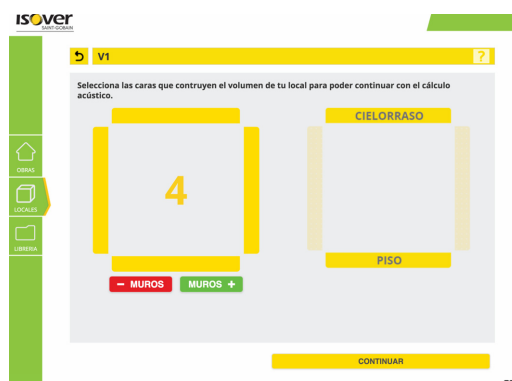 isover
SAINT-GOBAIN
V1
?
Selecciona las caras que contruyen el volumen de tu local para poder continuar con el cálculo
acústico.
CIELORRASO
OBRAS
4
LOCALES
LIBRERIA
PISO
− MUROS
MUROS +
CONTINUAR